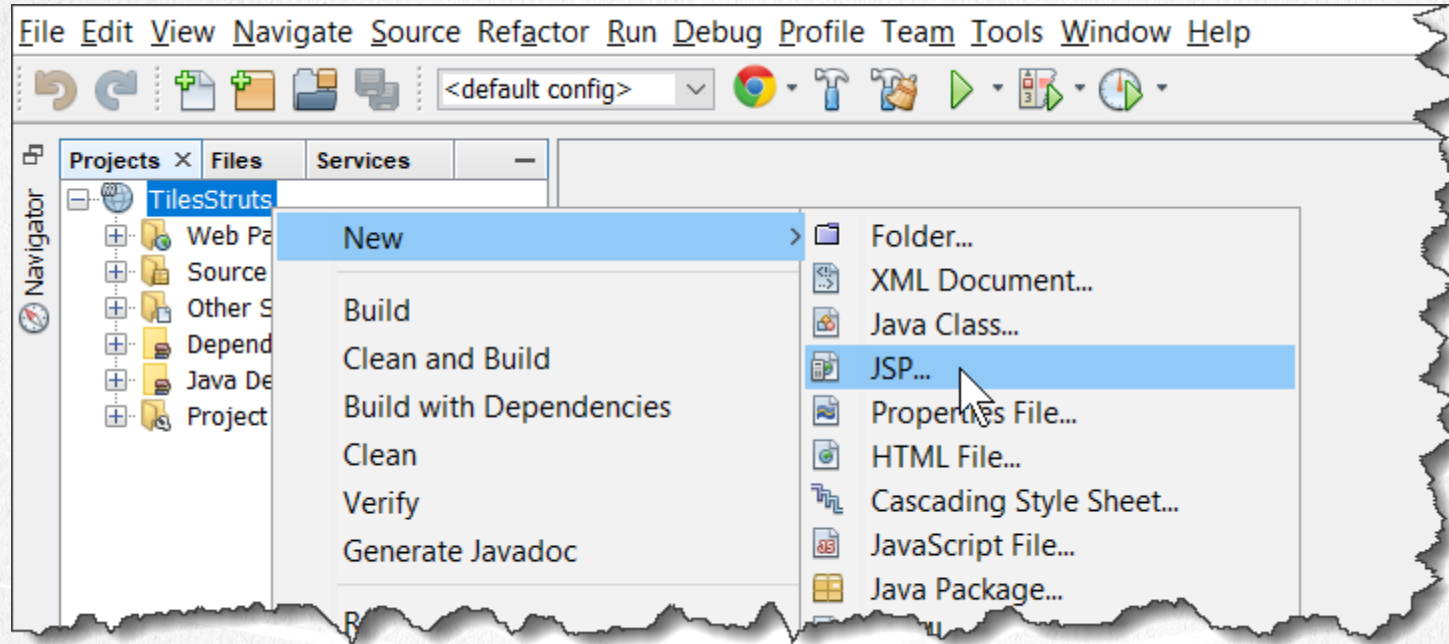 File Edit View Navigate Source Refactor Run Debug Profile Team Tools Window Help
<default config>
Projects Files Services
Navigator
TilesStruts
Web Pa
Source
Other S
Depend
Java De
Project
New
Build
Clean and Build
Build with Dependencies
Clean
Verify
Generate Javadoc
Folder...
XML Document...
Java Class...
JSP...
Properties File...
HTML File...
Cascading Style Sheet...
JavaScript File...
Java Package...